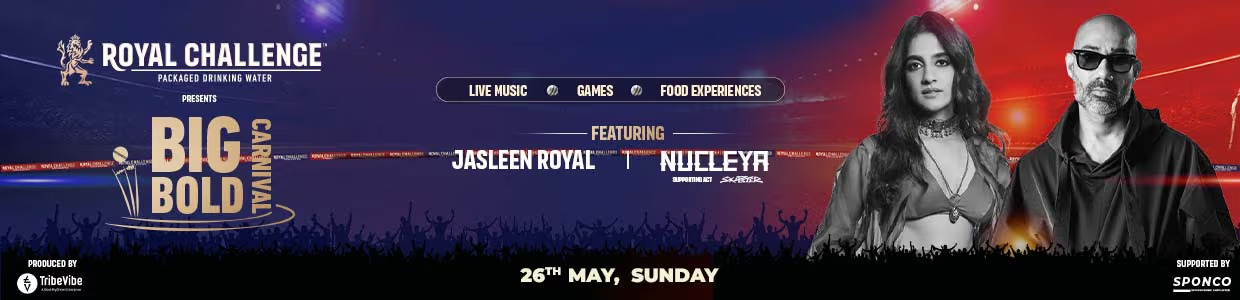 ROYAL CHALLENGE
PACKAGED DRINKING WATER
PRESENTS
BIG
BOLD
CARNIVAL
LIVE MUSIC
GAMES
FOOD EXPERIENCES
FEATURING
JASLEEN ROYAL | NUCLEYA
SUPPORTING ACT
PRODUCED BY
TribeVibe
26TH MAY, SUNDAY
SUPPORTED BY
SPONCO